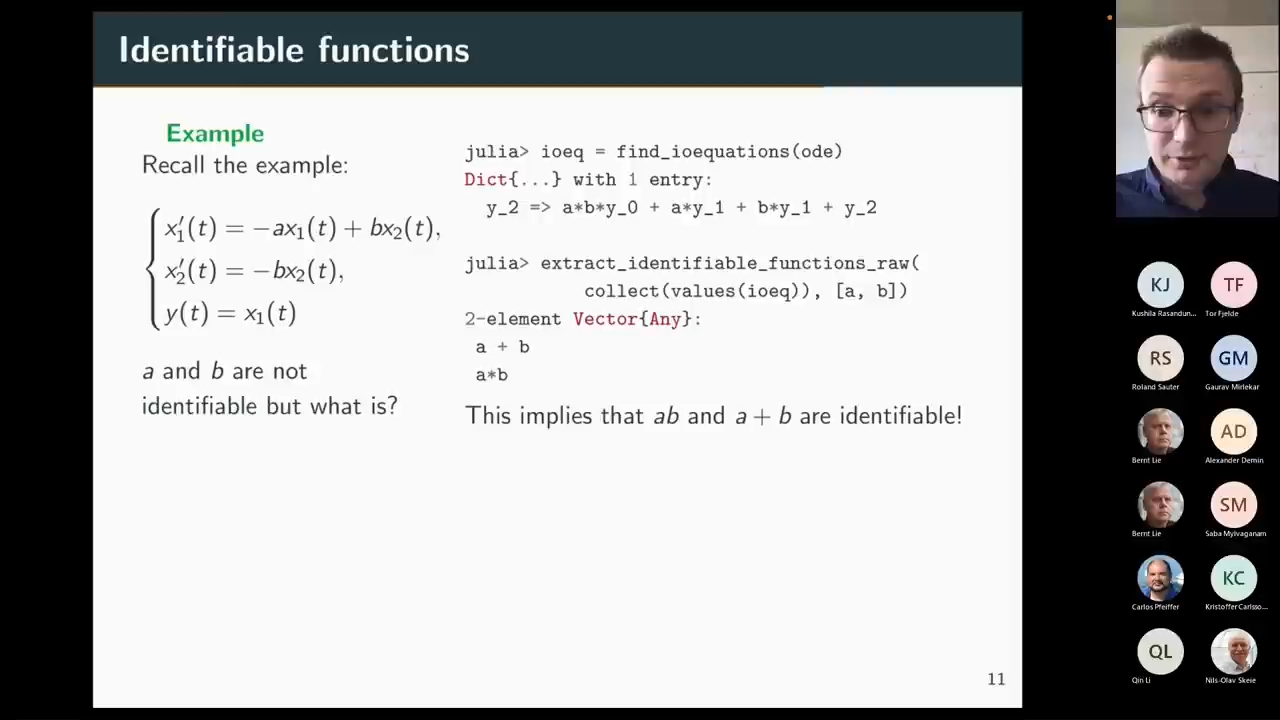 Identifiable functions
Example
Recall the example:
x′₁(t) = −ax₁(t) + bx₂(t),
x′₂(t) = −bx₂(t),
y(t) = x₁(t)
a and b are not
identifiable but what is?
julia> ioeq = find_ioequations(ode)
Dict{...} with 1 entry:
y_2 => a*b*y_0 + a*y_1 + b*y_1 + y_2
julia> extract_identifiable_functions_raw(
collect(values(ioeq)), [a, b])
2-element Vector{Any}:
a + b
a*b
This implies that ab and a + b are identifiable!
11
KJ
TF
Kushila Rasandun...
Tor Fjelde
RS
GM
Roland Sauter
Gaurav Mirlekar
AD
Bernt Lie
Alexander Demin
SM
Bernt Lie
Saba Mylvaganam
KC
Carlos Pfeiffer
Kristoffer Carlsso...
QL
Qin Li
Nils-Olav Skeie